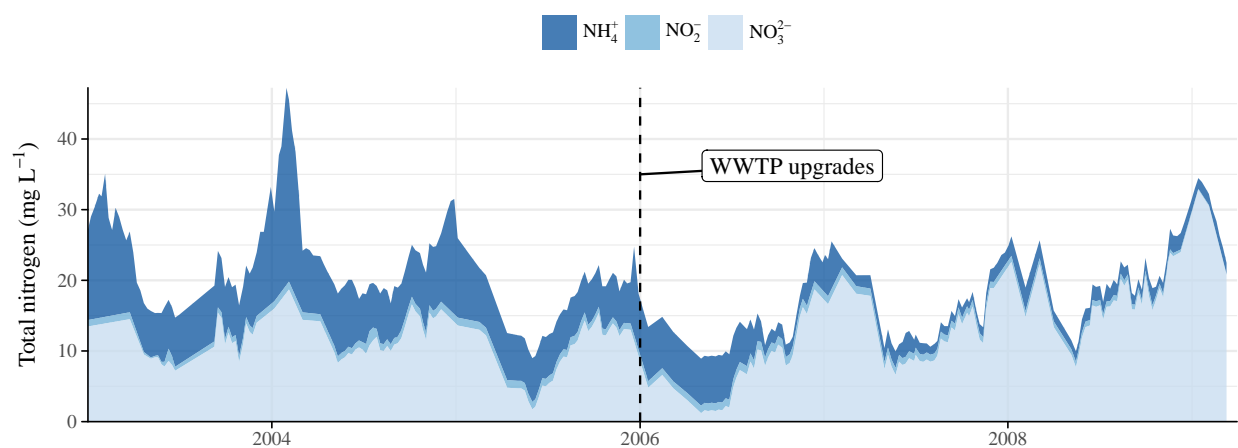 NH₄⁺ NO₂⁻ NO₃²⁻
Total nitrogen (mg L⁻¹)
40
30
20
10
0
WWTP upgrades
2004 2006 2008